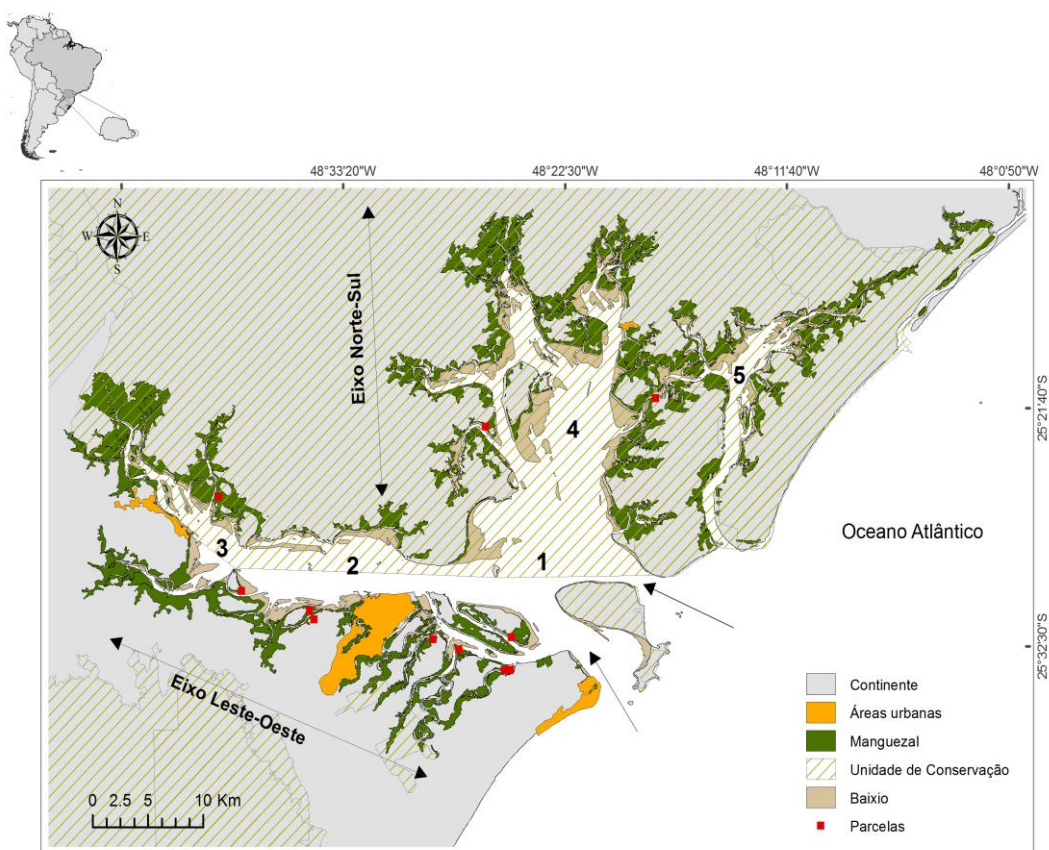 48°33'20"W 48°22'30"W 48°11'40"W 48°0'50"W
N
W E
S
Eixo Norte-Sul
5
4
25°21'40"S
Oceano Atlântico
3
2
1
25°32'30"S
Eixo Leste-Oeste
Continente
Áreas urbanas
Manguezal
Unidade de Conservação
Baixio
Parcelas
0 2.5 5 10 Km